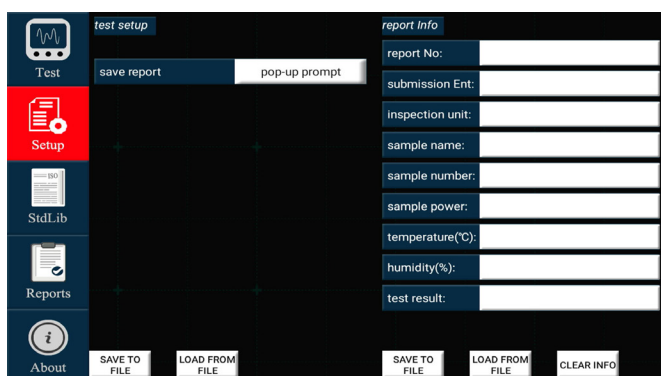 Test
Setup
ISO
StdLib
Reports
i
About
test setup
save report pop-up prompt
SAVE TO
FILE
LOAD FROM
FILE
report Info
report No:
submission Ent:
inspection unit:
sample name:
sample number:
sample power:
temperature(℃):
humidity(%):
test result:
SAVE TO
FILE
LOAD FROM
FILE
CLEAR INFO